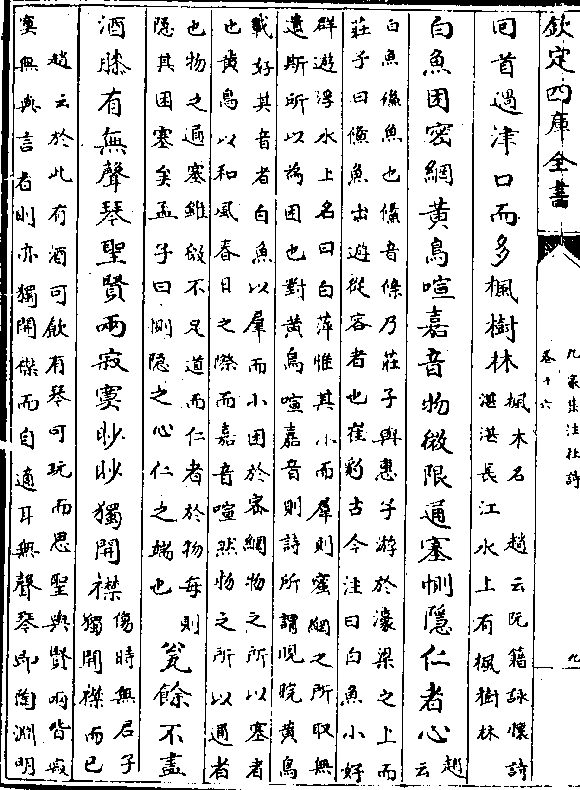 欽定四庫全書
九家集注杜詩
卷十六
九
回首過津口而多楓樹林
楓木名 趙云阮籍詠懷詩
湛湛長江水上有楓樹林
白魚困密網黄鳥喧嘉音物微限通塞惻隱仁者心
趙云
白魚鯈魚也鯈音條乃莊子與惠子游於濠梁之上而
莊子曰鯈魚出遊從容者也崔豹古今注曰白魚小好
群遊浮水上名曰白萍惟其小而羣則蜜網之所取無
遺斯所以為困也對黄鳥喧嘉音則詩所謂睍睆黄鳥
載好其音者白魚以羣而小困於密網物之所以塞者
也黄鳥以和風春日之際而嘉音喧然物之所以通者
也物之通塞雖微不足道而仁者於物每則
隱其困塞矣孟子曰惻隐之心仁之端也
瓮餘不盡
酒膝有無聲琴聖賢兩寂寞眇眇獨開襟
傷時無君子
獨開襟而已
趙云於此有酒可飲有琴可玩而思聖與賢兩皆寂
寞無與言者則亦獨開襟而自適耳無聲琴即陶淵明